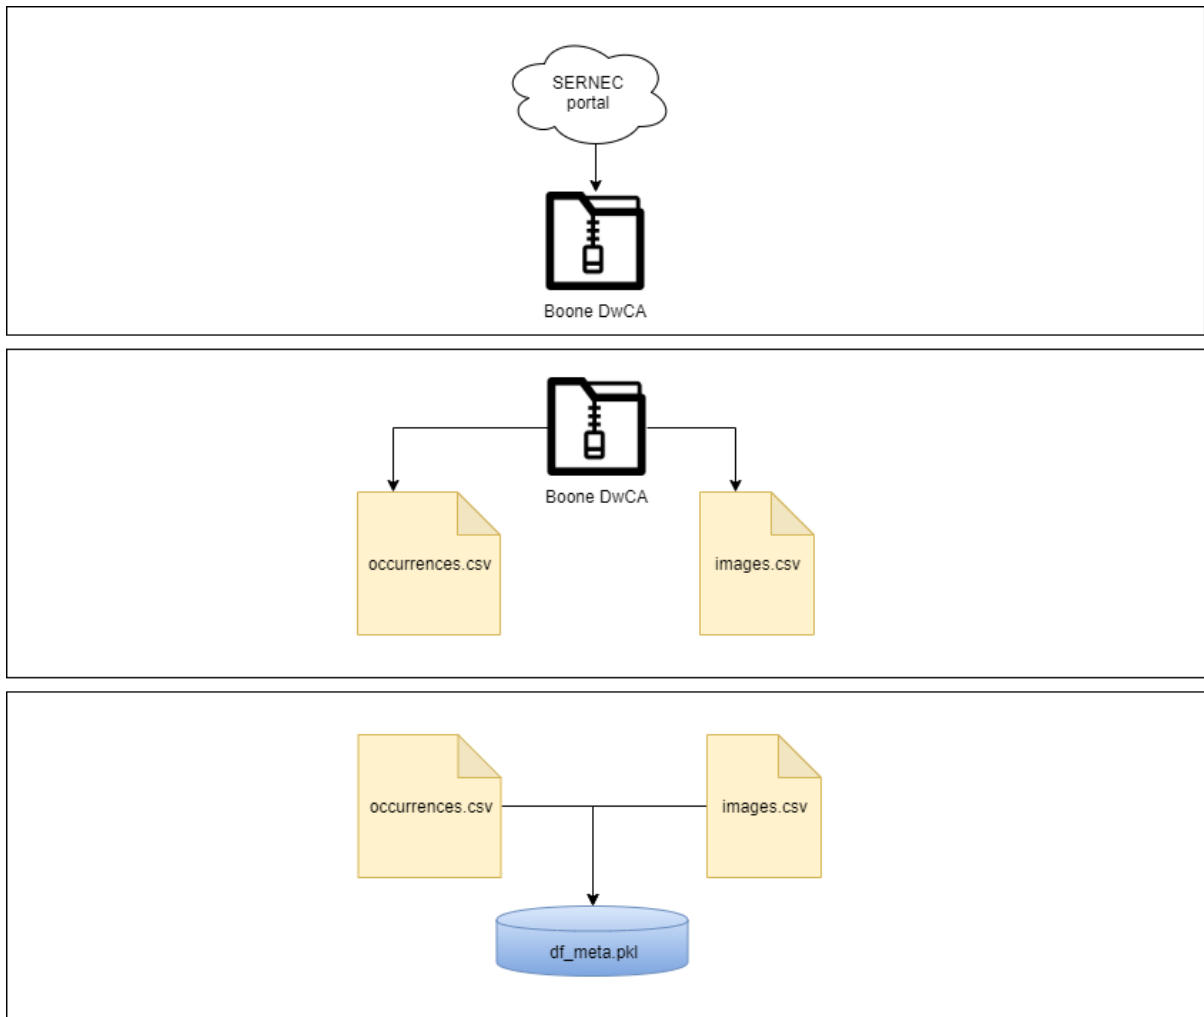 SERNEC
portal
Boone DwCA
Boone DwCA
occurrences.csv
images.csv
occurrences.csv
images.csv
df_meta.pkl